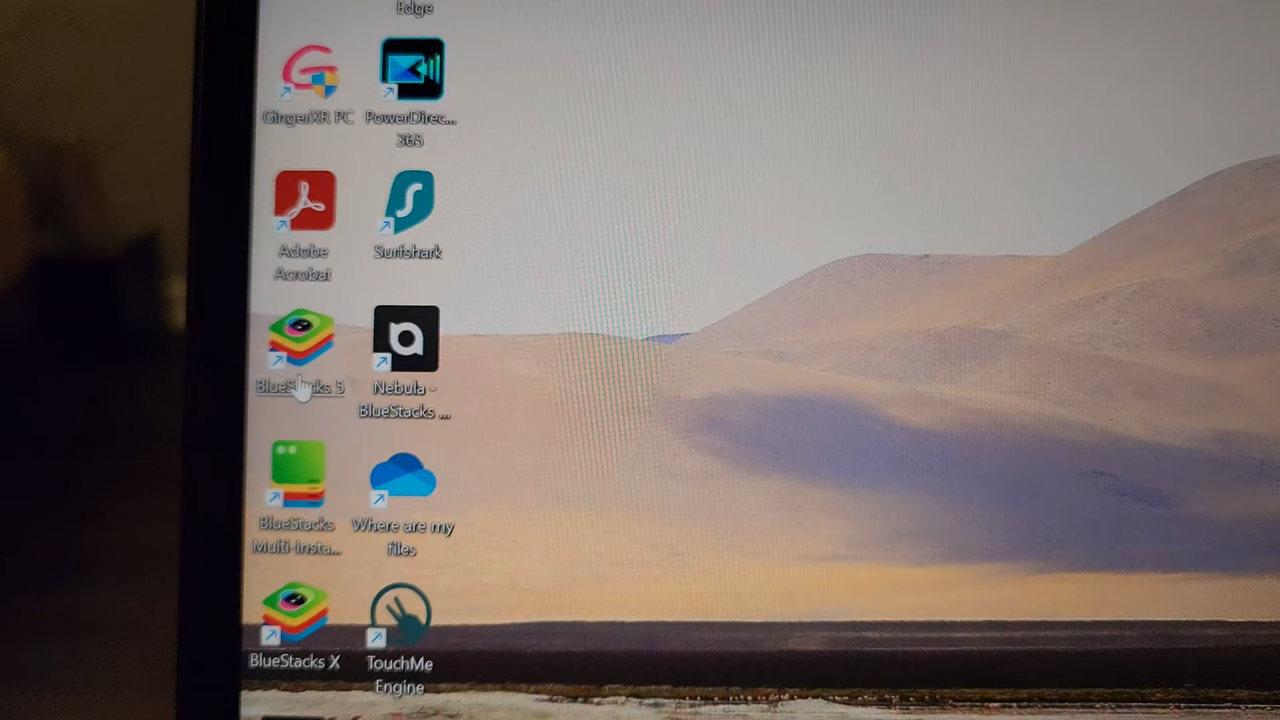 Edge
GingerXR PC
PowerDirec...
365
Adobe
Acrobat
Surfshark
BlueStacks 5
Nebula -
BlueStacks ...
BlueStacks
Multi-Insta...
Where are my
files
BlueStacks X
TouchMe
Engine